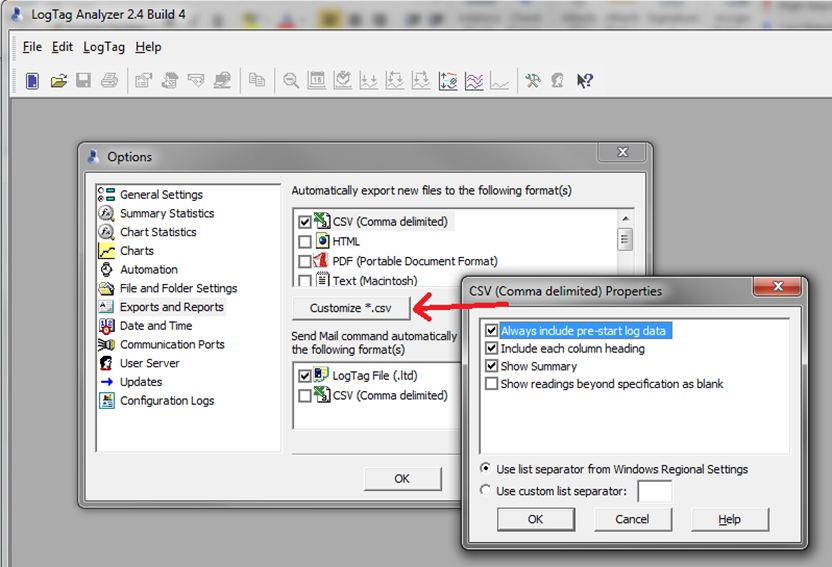 LogTag Analyzer 2.4 Build 4
File Edit LogTag Help
Options
General Settings
Summary Statistics
Chart Statistics
Charts
Automation
File and Folder Settings
Exports and Reports
Date and Time
Communication Ports
User Server
Updates
Configuration Logs
Automatically export new files to the following format(s)
CSV (Comma delimited)
HTML
PDF (Portable Document Format)
Text (Macintosh)
Customize *.csv
Send Mail command automatically
the following format(s)
LogTag File (.ltd)
CSV (Comma delimited)
OK
CSV (Comma delimited) Properties
Always include pre-start log data
Include each column heading
Show Summary
Show readings beyond specification as blank
Use list separator from Windows Regional Settings
Use custom list separator:
OK Cancel Help